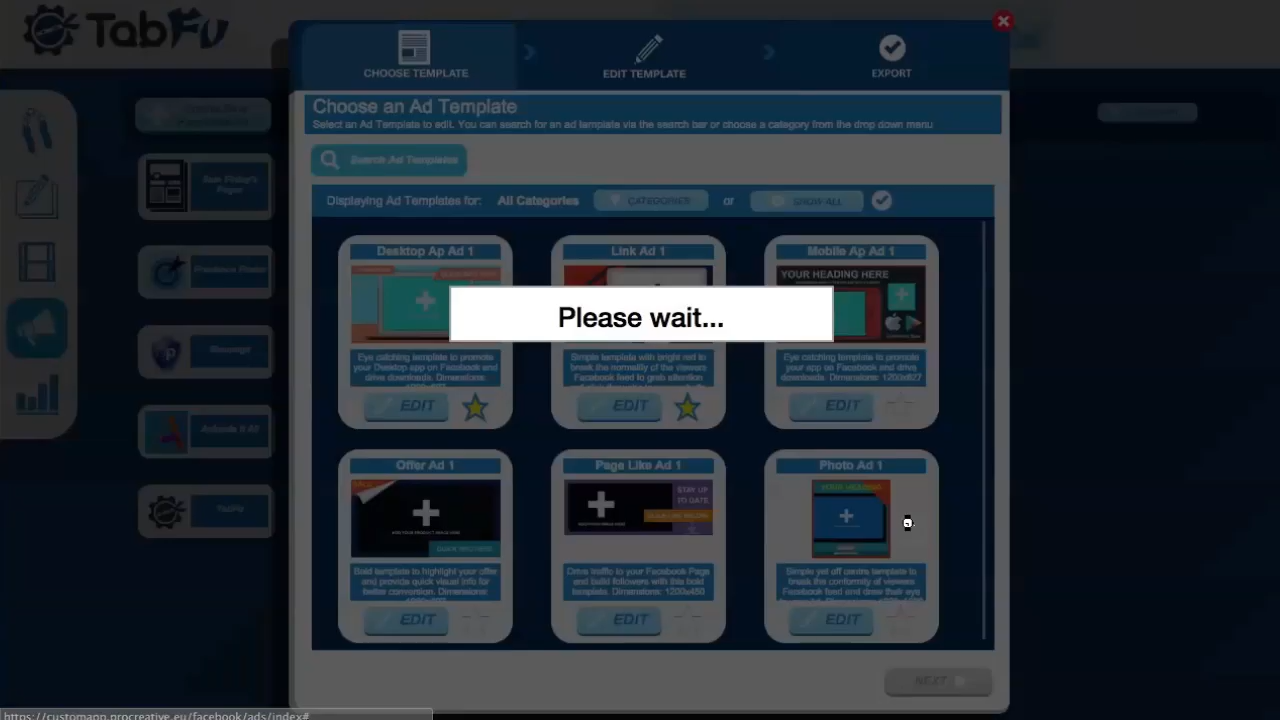 TabFu
CHOOSE TEMPLATE
EDIT TEMPLATE
EXPORT
Choose an Ad Template
Select an Ad Template to edit. You can search for an ad template via the search bar or choose a category from the drop down menu
Search Ad Templates
Displaying Ad Templates for: All Categories CATEGORIES or SHOW ALL
Desktop Ap Ad 1
Link Ad 1
Mobile Ap Ad 1
YOUR HEADING HERE
Please wait...
Eye catching template to promote
your Desktop app on Facebook and
drive downloads. Dimensions:
Simple template with bright red to
break the normality of the viewers
Facebook feed to grab attention
Eye catching template to promote
your app on Facebook and drive
downloads. Dimensions: 1200x627
EDIT
EDIT
EDIT
Offer Ad 1
Page Like Ad 1
Photo Ad 1
STAY UP
TO DATE
Bold template to highlight your offer
and provide quick visual info for
better conversion. Dimensions:
Drive traffic to your Facebook Page
and build followers with this bold
template. Dimensions: 1200x450
Simple yet off centre template to
break the conformity of viewers
Facebook feed and draw their eye
EDIT
EDIT
EDIT
NEXT
https://customapp.procreative.eu/facebook/ads/index#